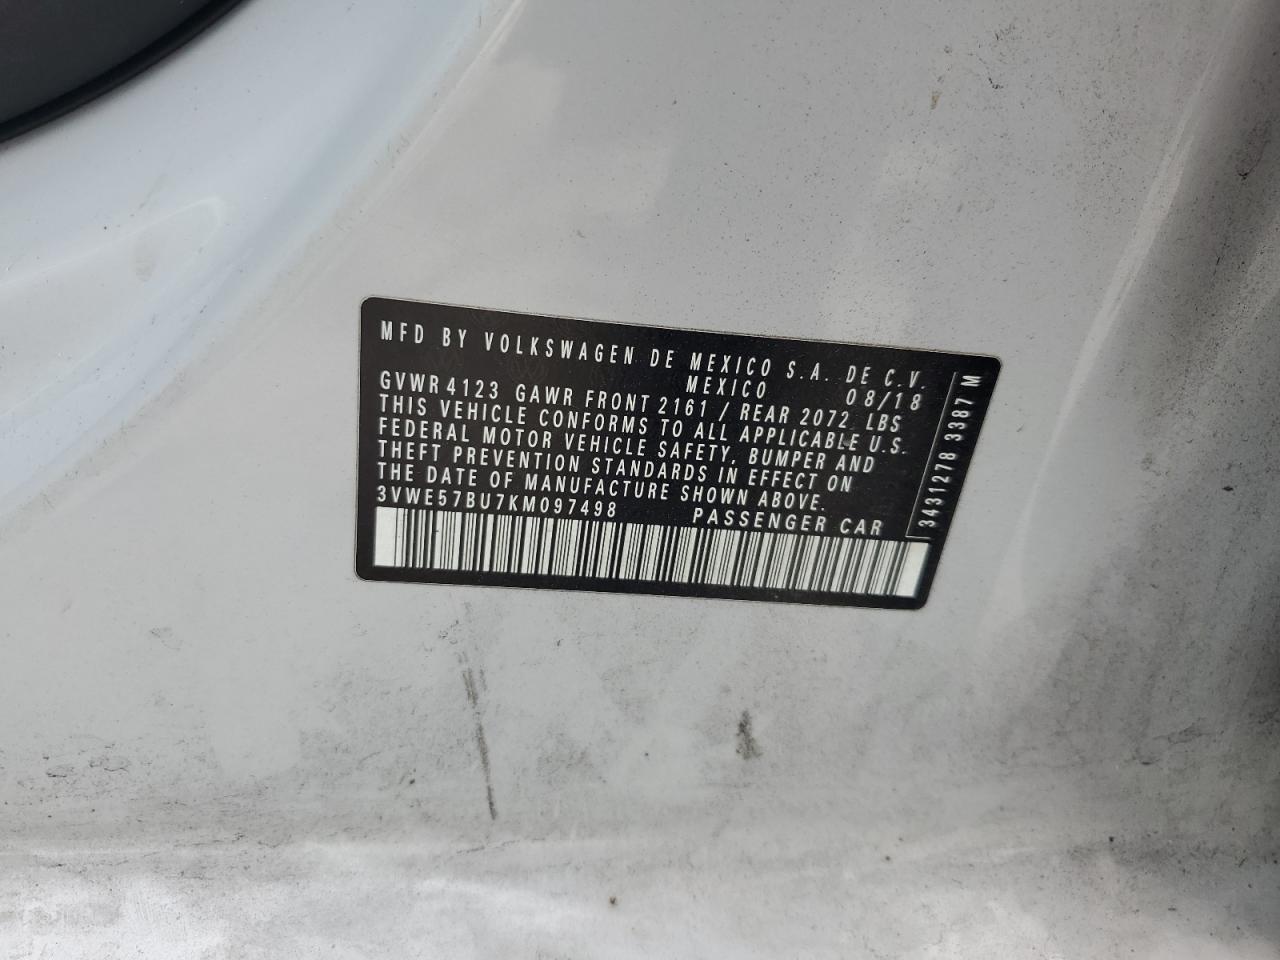 MFD BY VOLKSWAGEN DE MEXICO S.A. DE C.V.
MEXICO 08/18
GVWR 4123 GAWR FRONT 2161 / REAR 2072 LBS
THIS VEHICLE CONFORMS TO ALL APPLICABLE U.S.
FEDERAL MOTOR VEHICLE SAFETY, BUMPER AND
THEFT PREVENTION STANDARDS IN EFFECT ON
THE DATE OF MANUFACTURE SHOWN ABOVE.
3VWE57BU7KM097498 PASSENGER CAR
3431278 3387 M